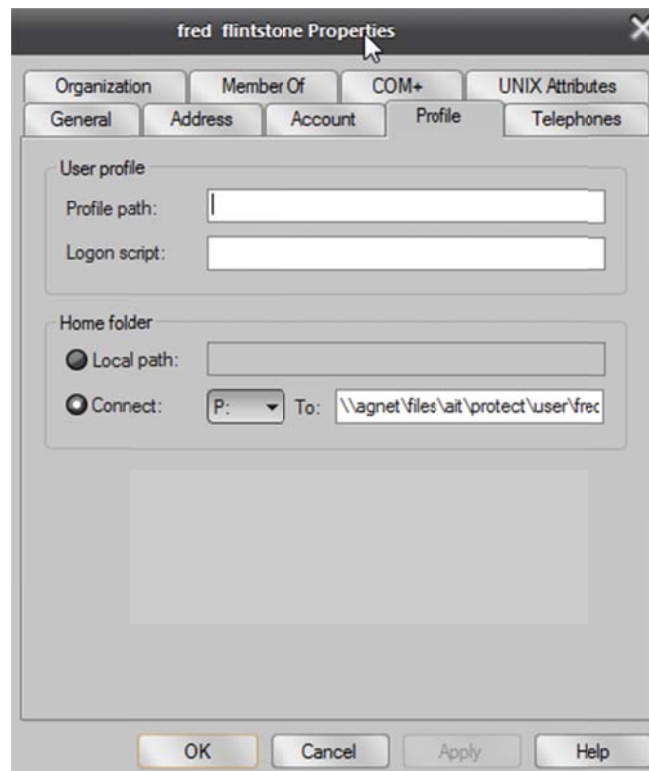 fred flintstone Properties
Organization Member Of COM+ UNIX Attributes
General Address Account Profile Telephones
User profile
Profile path:
Logon script:
Home folder
Local path:
Connect: P: To: \\agnet\files\ait\protect\user\frec
OK Cancel Apply Help